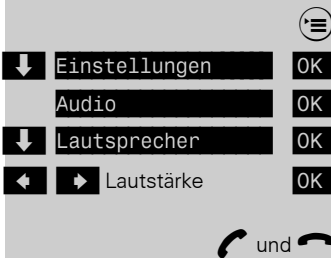 Einstellungen OK
Audio OK
Lautsprecher OK
Lautstärke OK
und